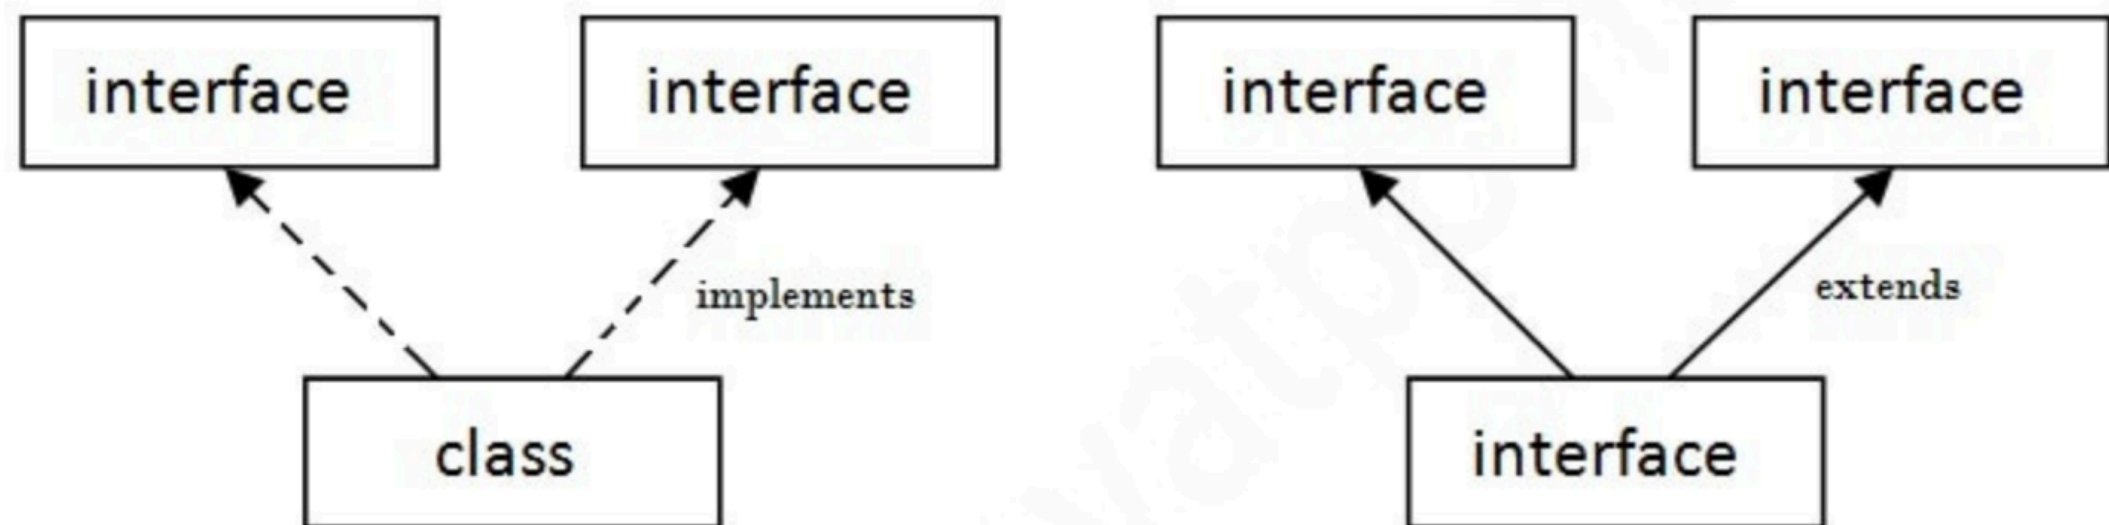 interface
interface
interface
interface
implements
extends
class
interface